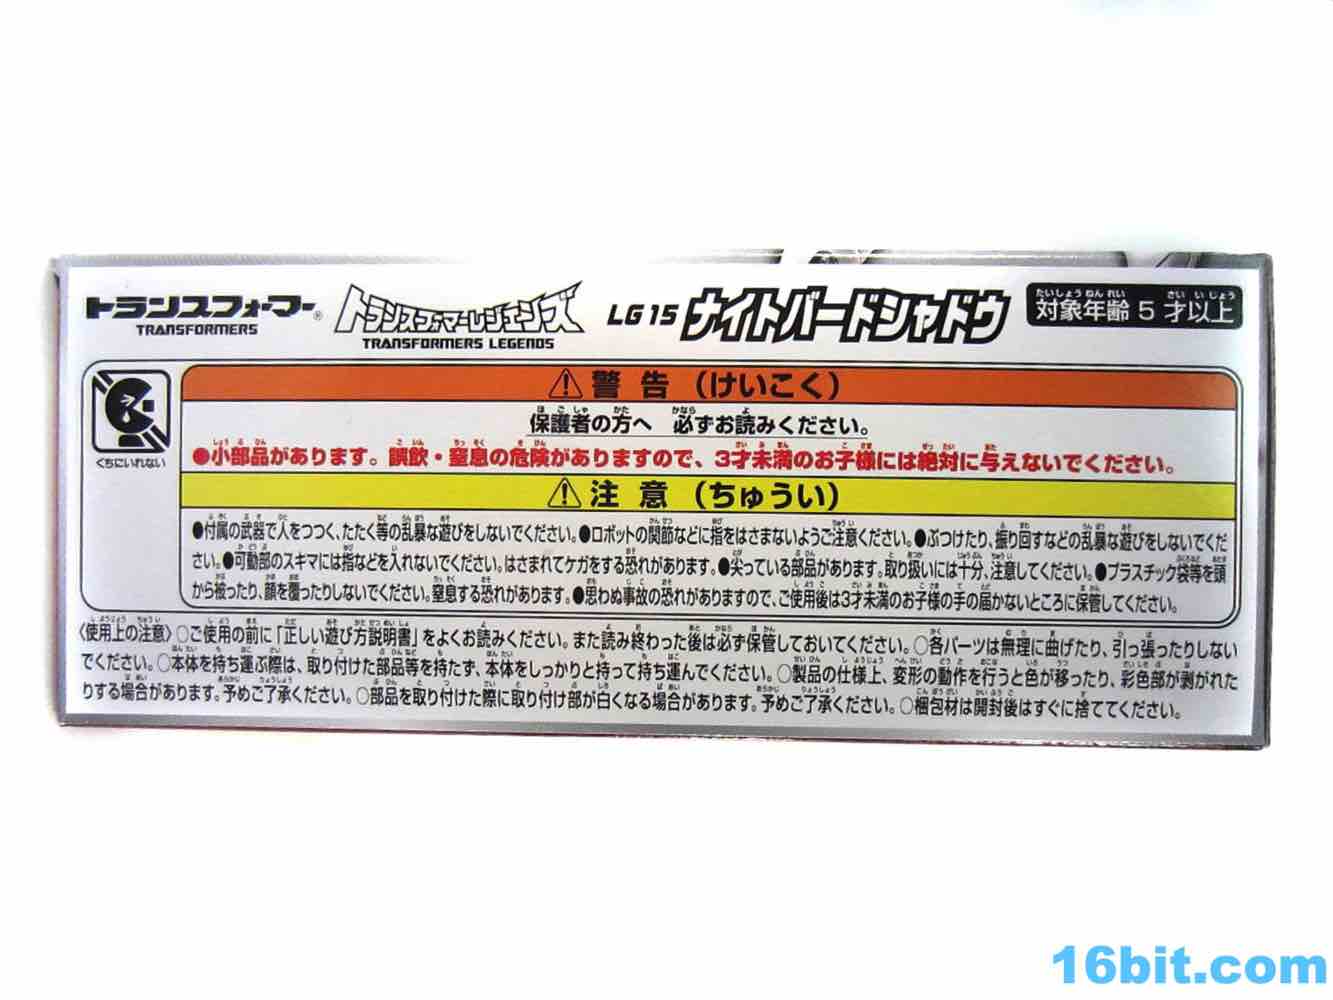 トランスフォーマー®
TRANSFORMERS
トランスフォーマーレジェンズ
TRANSFORMERS LEGENDS
LG15 ナイトバードシャドウ
対象年齢 5 才以上
くちにいれない
⚠警告（けいこく）
保護者の方へ 必ずお読みください。
●小部品があります。誤飲・窒息の危険がありますので、3才未満のお子様には絶対に与えないでください。
⚠注意（ちゅうい）
●付属の武器で人をつつく、たたく等の乱暴な遊びをしないでください。●ロボットの関節などに指をはさまないようご注意ください。●ぶつけたり、振り回すなどの乱暴な遊びをしないでくだ
さい。●可動部のスキマには指などを入れないでください。はさまれてケガをする恐れがあります。●尖っている部品があります。取り扱いには十分、注意してください。●プラスチック袋等を頭
から被ったり、顔を覆ったりしないでください。窒息する恐れがあります。●思わぬ事故の恐れがありますので、ご使用後は3才未満のお子様の手の届かないところに保管してください。
〈使用上の注意〉○ご使用の前に「正しい遊び方説明書」をよくお読みください。また読み終わった後は必ず保管しておいてください。○各パーツは無理に曲げたり、引っ張ったりしない
でください。○本体を持ち運ぶ際は、取り付けた部品等を持たず、本体をしっかりと持って持ち運んでください。○製品の仕様上、変形の動作を行うと色が移ったり、彩色部が剥がれた
りする場合があります。予めご了承ください。○部品を取り付けた際に取り付け部が白くなる場合があります。予めご了承ください。○梱包材は開封後はすぐに捨ててください。
16bit.com